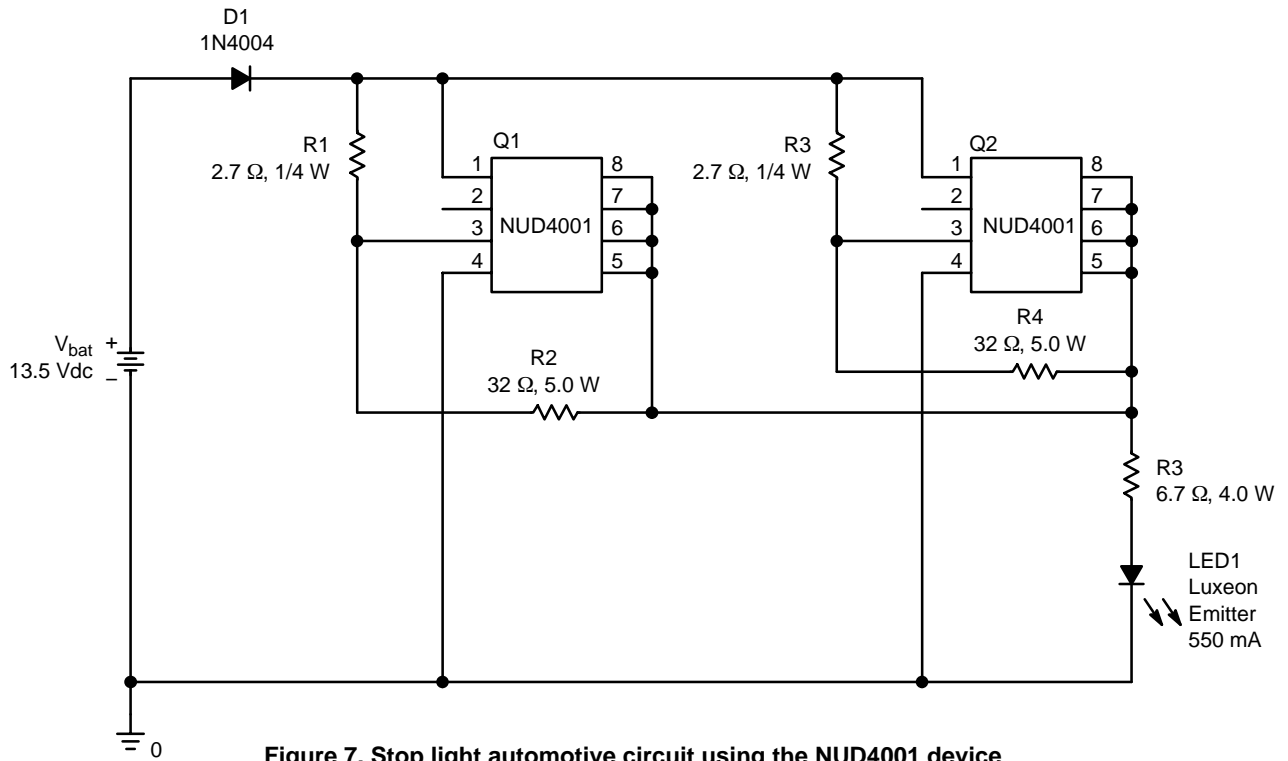 D1
1N4004
R1
2.7 Ω, 1/4 W
Q1
1
2
3
4
NUD4001
8
7
6
5
R3
2.7 Ω, 1/4 W
Q2
1
2
3
4
NUD4001
8
7
6
5
R4
32 Ω, 5.0 W
R2
32 Ω, 5.0 W
Vbat
+
13.5 Vdc
–
R3
6.7 Ω, 4.0 W
LED1
Luxeon
Emitter
550 mA
0
Figure 7. Stop light automotive circuit using the NUD4001 device